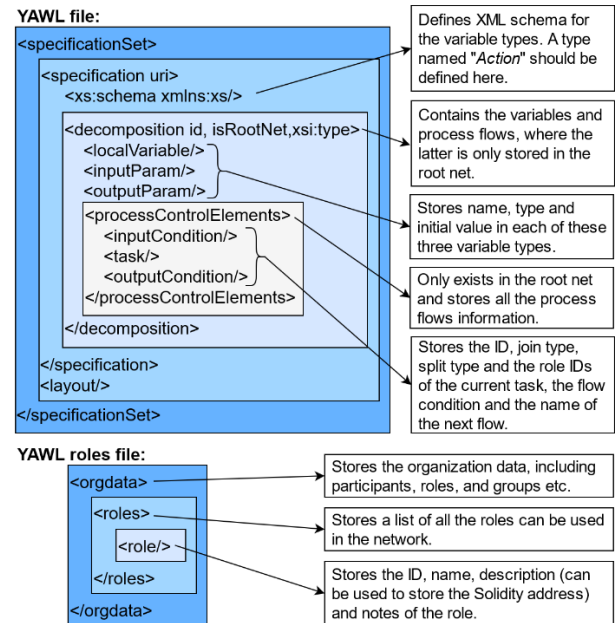 YAWL file:
<specificationSet>
<specification uri>
<xs:schema xmlns:xs/>
<decomposition id, isRootNet,xsi:type>
<localVariable/>
<inputParam/>
<outputParam/>
<processControlElements>
<inputCondition/>
<task/>
<outputCondition/>
</processControlElements>
</decomposition>
</specification>
<layout/>
</specificationSet>
Defines XML schema for
the variable types. A type
named "Action" should be
defined here.
Contains the variables and
process flows, where the
latter is only stored in the
root net.
Stores name, type and
initial value in each of these
three variable types.
Only exists in the root net
and stores all the process
flows information.
Stores the ID, join type,
split type and the role IDs
of the current task, the flow
condition and the name of
the next flow.
YAWL roles file:
<orgdata>
<roles>
<role/>
</roles>
</orgdata>
Stores the organization data, including
participants, roles, and groups etc.
Stores a list of all the roles can be used
in the network.
Stores the ID, name, description (can
be used to store the Solidity address)
and notes of the role.